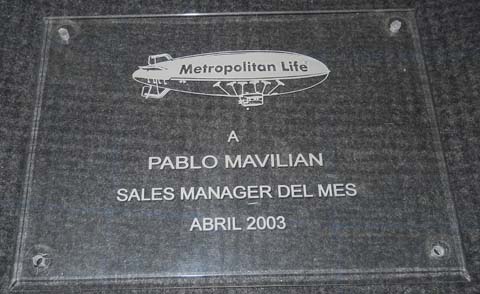 Metropolitan Life
A
PABLO MAVILIAN
SALES MANAGER DEL MES
ABRIL 2003